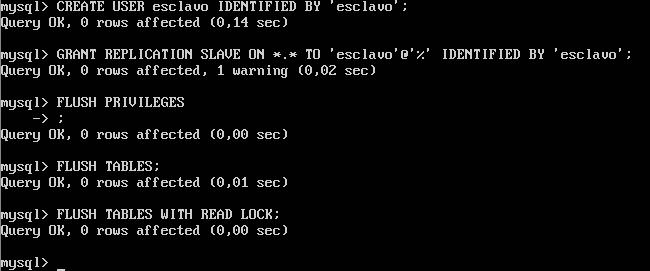 mysql> CREATE USER esclavo IDENTIFIED BY 'esclavo';
Query OK, 0 rows affected (0,14 sec)
mysql> GRANT REPLICATION SLAVE ON *.* TO 'esclavo'@'%' IDENTIFIED BY 'esclavo';
Query OK, 0 rows affected, 1 warning (0,02 sec)
mysql> FLUSH PRIVILEGES
    -> ;
Query OK, 0 rows affected (0,00 sec)
mysql> FLUSH TABLES;
Query OK, 0 rows affected (0,01 sec)
mysql> FLUSH TABLES WITH READ LOCK;
Query OK, 0 rows affected (0,00 sec)
mysql> _